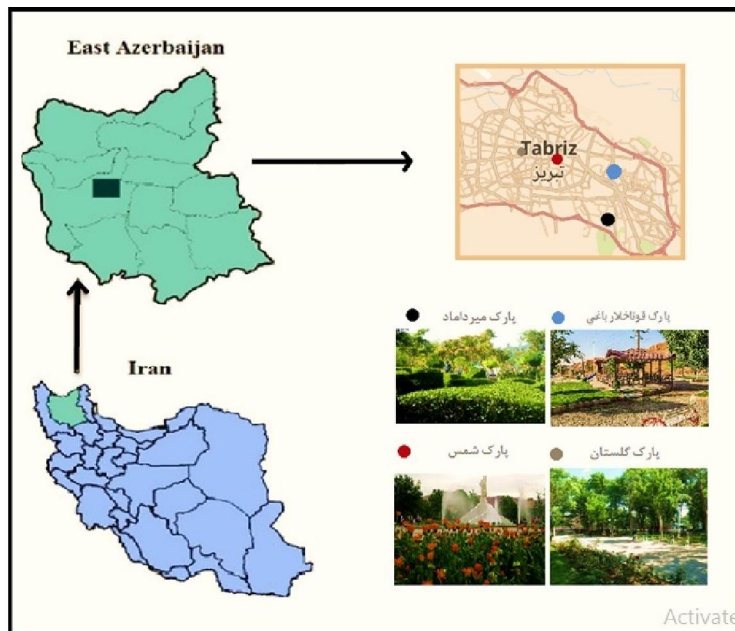 East Azerbaijan
Tabriz
تبریز
پارک میرداماد
پارک قوناخلار باغی
Iran
پارک شمس
پارک گلستان
Activate